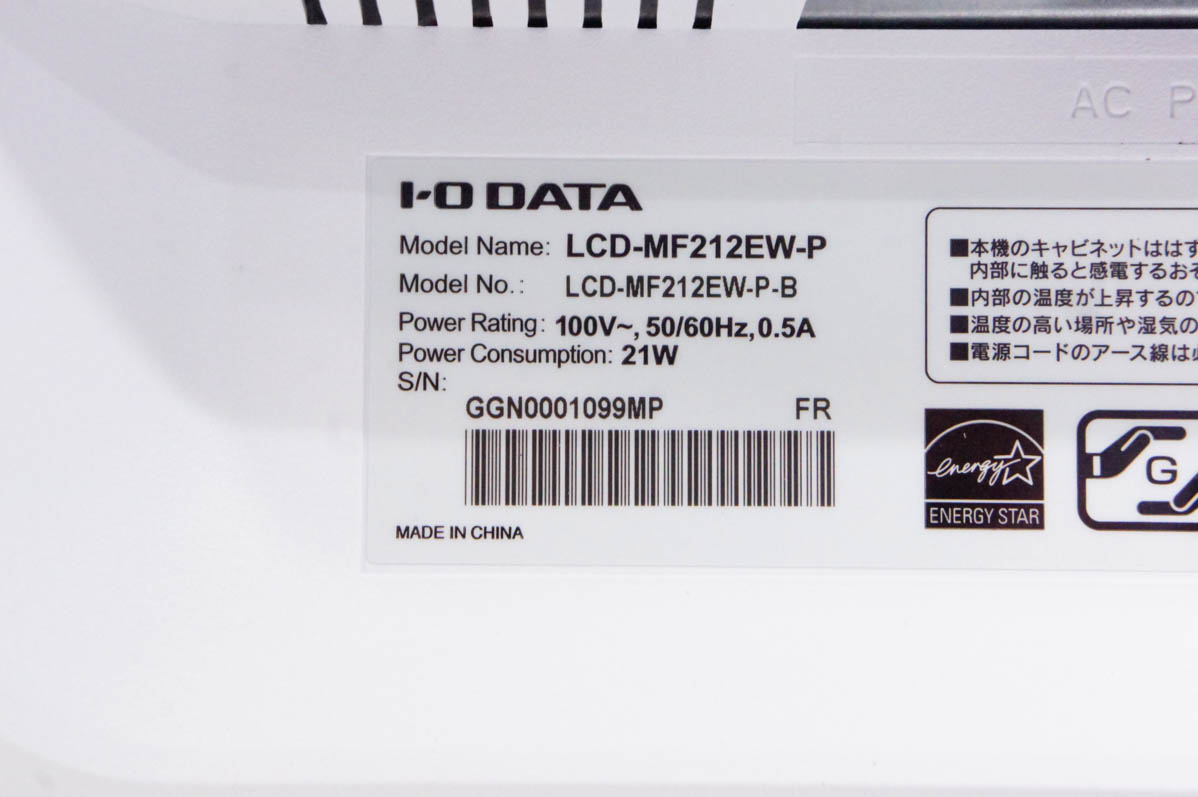 AC P
I-O DATA
Model Name: LCD-MF212EW-P
Model No.: LCD-MF212EW-P-B
Power Rating: 100V~, 50/60Hz, 0.5A
Power Consumption: 21W
S/N:
GGN0001099MP FR
MADE IN CHINA
■本機のキャビネットははず
内部に触ると感電するおそ
■内部の温度が上昇するの
■温度の高い場所や湿気の
■電源コードのアース線は
energy
ENERGY STAR
G